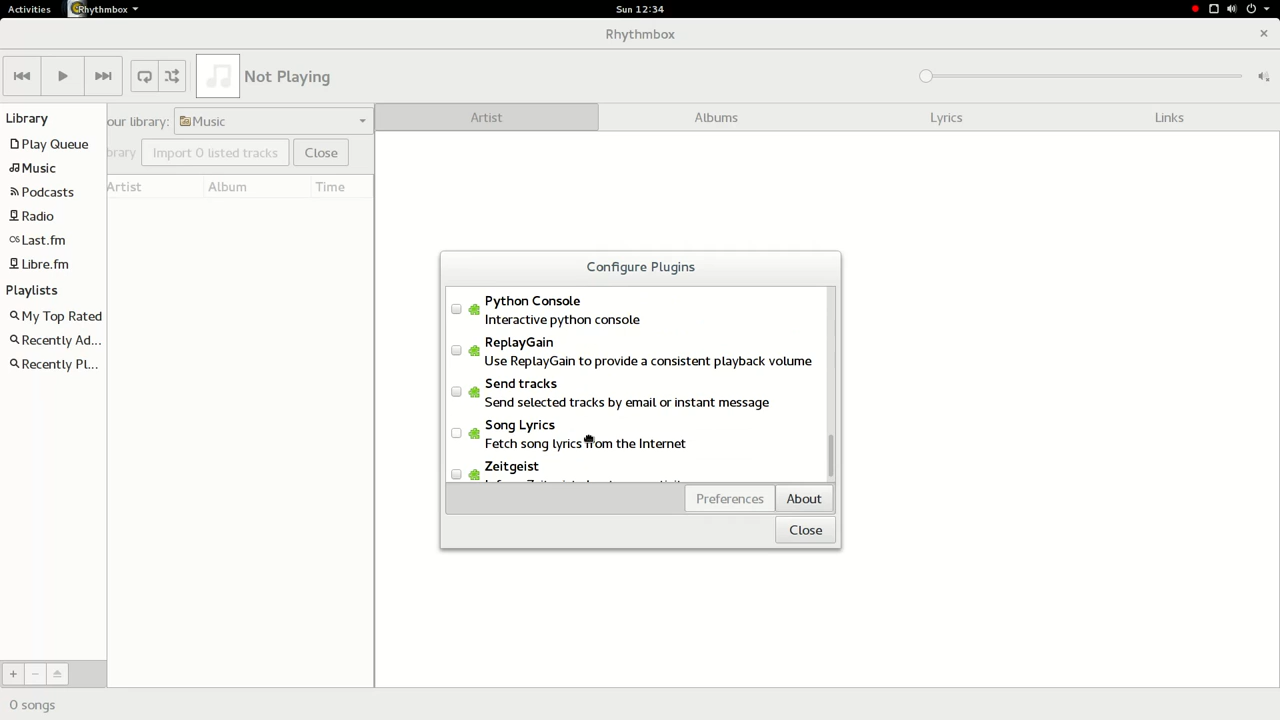 Activities Rhythmbox Sun 12:34
Rhythmbox
Not Playing
Library
Play Queue
Music
Podcasts
Radio
Last.fm
Libre.fm
Playlists
My Top Rated
Recently Ad...
Recently Pl...
our library: Music
brary Import 0 listed tracks Close
Artist Album Time
Artist Albums Lyrics Links
Configure Plugins
Python Console
Interactive python console
ReplayGain
Use ReplayGain to provide a consistent playback volume
Send tracks
Send selected tracks by email or instant message
Song Lyrics
Fetch song lyrics from the Internet
Zeitgeist
Preferences About
Close
0 songs